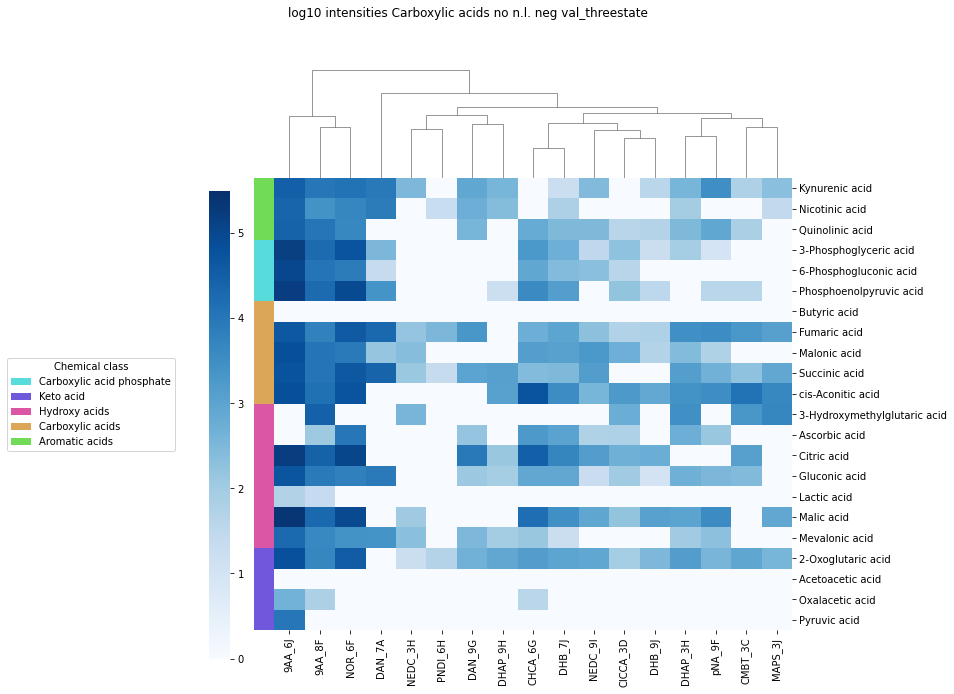 log10 intensities Carboxylic acids no n.l. neg val_threestate
Kynurenic acid
Nicotinic acid
Quinolinic acid
3-Phosphoglyceric acid
6-Phosphogluconic acid
Phosphoenolpyruvic acid
Butyric acid
Fumaric acid
Malonic acid
Succinic acid
cis-Aconitic acid
3-Hydroxymethylglutaric acid
Ascorbic acid
Citric acid
Gluconic acid
Lactic acid
Malic acid
Mevalonic acid
2-Oxoglutaric acid
Acetoacetic acid
Oxalacetic acid
Pyruvic acid
5
4
3
2
1
0
Chemical class
Carboxylic acid phosphate
Keto acid
Hydroxy acids
Carboxylic acids
Aromatic acids
9AA_6J
9AA_8F
NOR_6F
DAN_7A
NEDC_3H
PNDI_6H
DAN_9G
DHAP_9H
CHCA_6G
DHB_7J
NEDC_9I
ClCCA_3D
DHB_9J
DHAP_3H
pNA_9F
CMBT_3C
MAPS_3J